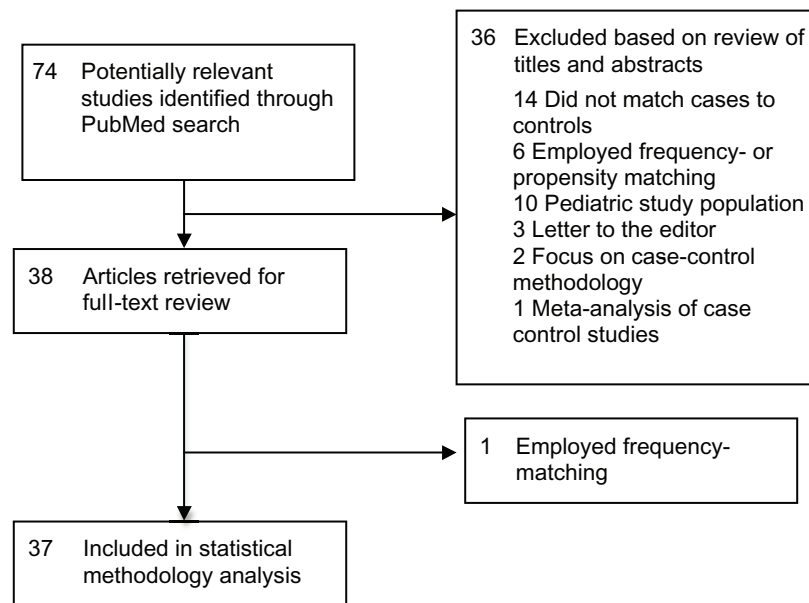 74 Potentially relevant
studies identified through
PubMed search
36 Excluded based on review of
titles and abstracts
14 Did not match cases to
controls
6 Employed frequency- or
propensity matching
10 Pediatric study population
3 Letter to the editor
2 Focus on case-control
methodology
1 Meta-analysis of case
control studies
38 Articles retrieved for
full-text review
1 Employed frequency-
matching
37 Included in statistical
methodology analysis